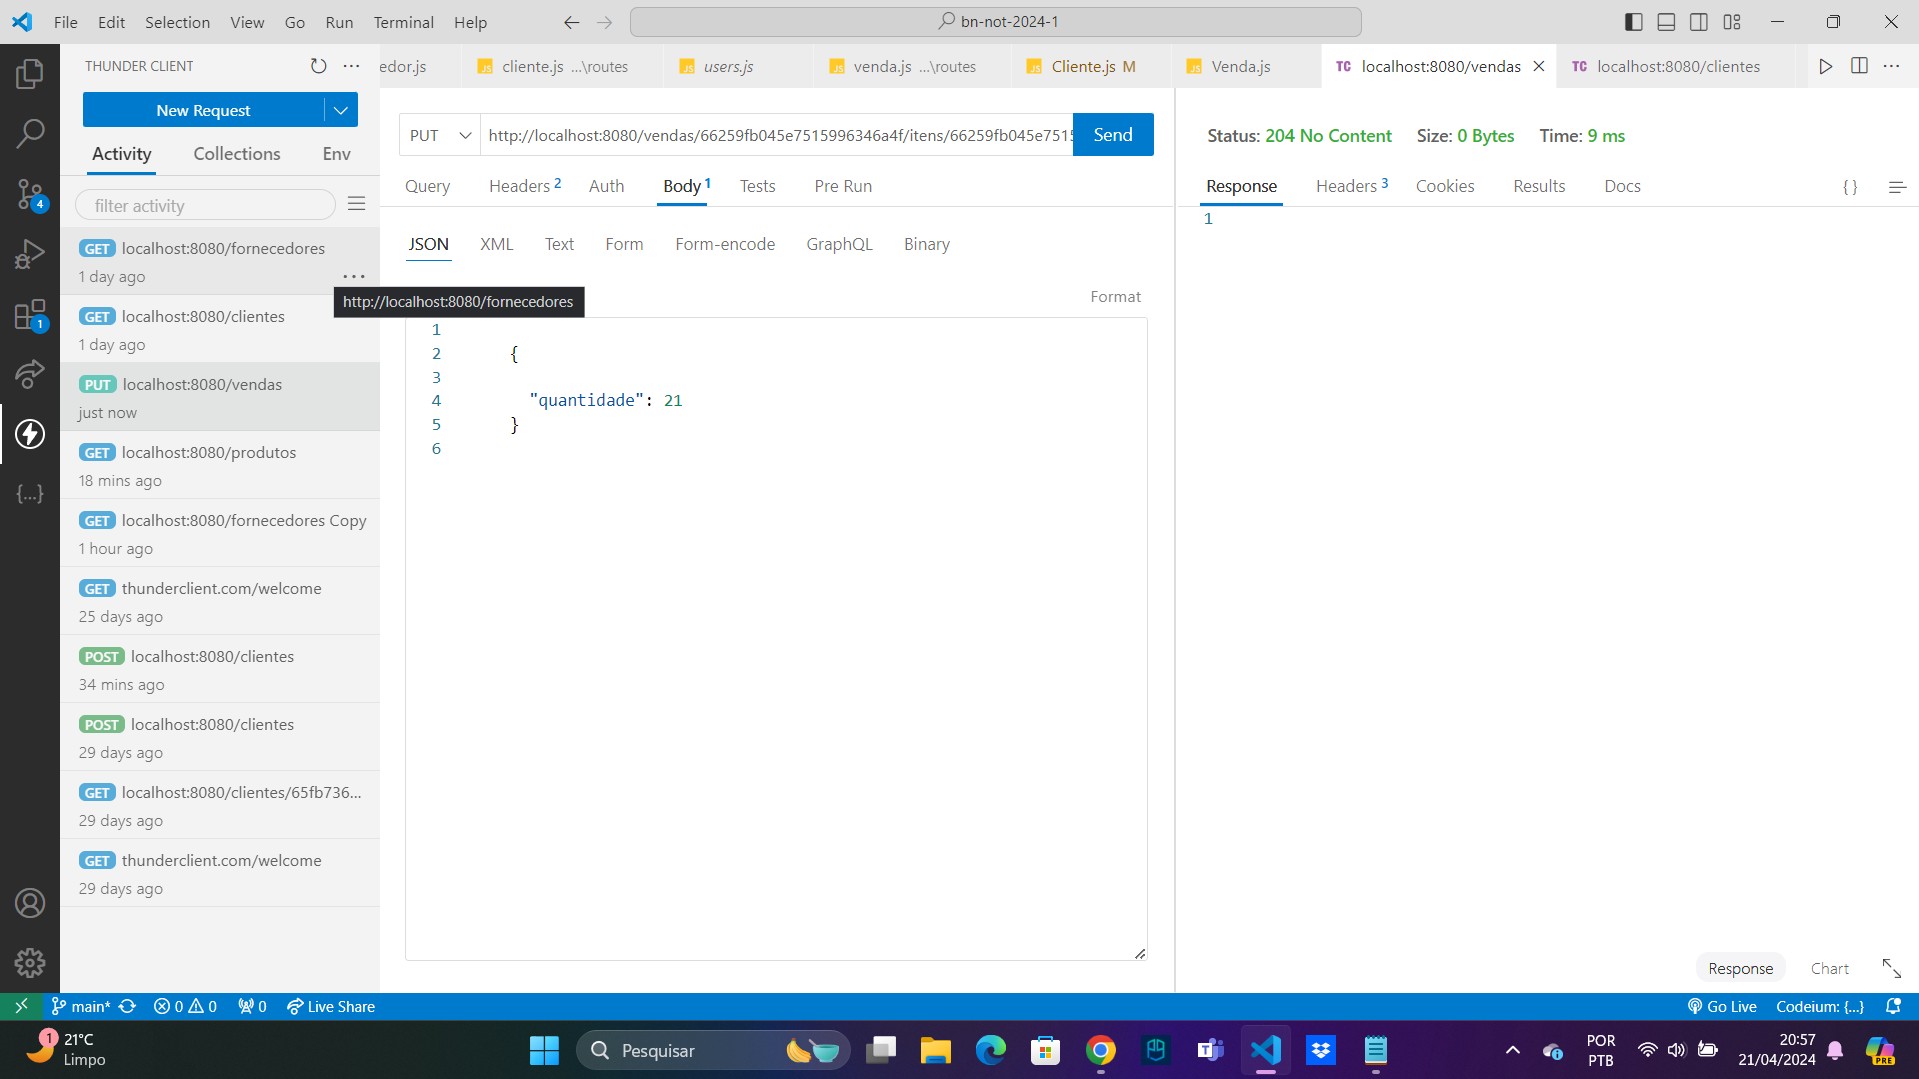 File Edit Selection View Go Run Terminal Help
bn-not-2024-1
THUNDER CLIENT
edor.js
cliente.js ...\routes
users.js
venda.js ...\routes
Cliente.js M
Venda.js
TC localhost:8080/vendas
TC localhost:8080/clientes
New Request
Activity Collections Env
filter activity
GET localhost:8080/fornecedores
1 day ago
http://localhost:8080/fornecedores
GET localhost:8080/clientes
1 day ago
PUT localhost:8080/vendas
just now
GET localhost:8080/produtos
18 mins ago
GET localhost:8080/fornecedores Copy
1 hour ago
GET thunderclient.com/welcome
25 days ago
POST localhost:8080/clientes
34 mins ago
POST localhost:8080/clientes
29 days ago
GET localhost:8080/clientes/65fb736...
29 days ago
GET thunderclient.com/welcome
29 days ago
4
1
{...}
PUT http://localhost:8080/vendas/66259fb045e7515996346a4f/itens/66259fb045e7515 Send
Query Headers 2 Auth Body 1 Tests Pre Run
JSON XML Text Form Form-encode GraphQL Binary
Format
1
2 {
3
4 "quantidade": 21
5 }
6
Status: 204 No Content Size: 0 Bytes Time: 9 ms
Response Headers 3 Cookies Results Docs { }
1
Response Chart
main* 0 0 0 Live Share
Go Live Codeium: {...}
1
21°C
Limpo
Pesquisar
POR
PTB
20:57
21/04/2024
PRE